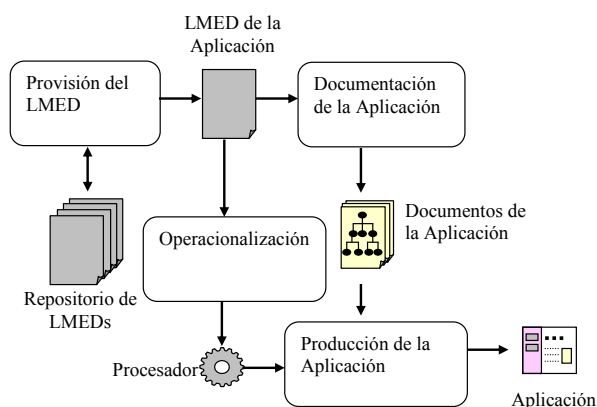 LMED de la
Aplicación
Provisión del
LMED
Documentación
de la Aplicación
Operacionalización
Documentos de
la Aplicación
Repositorio de
LMEDs
Procesador
Producción de la
Aplicación
Aplicación